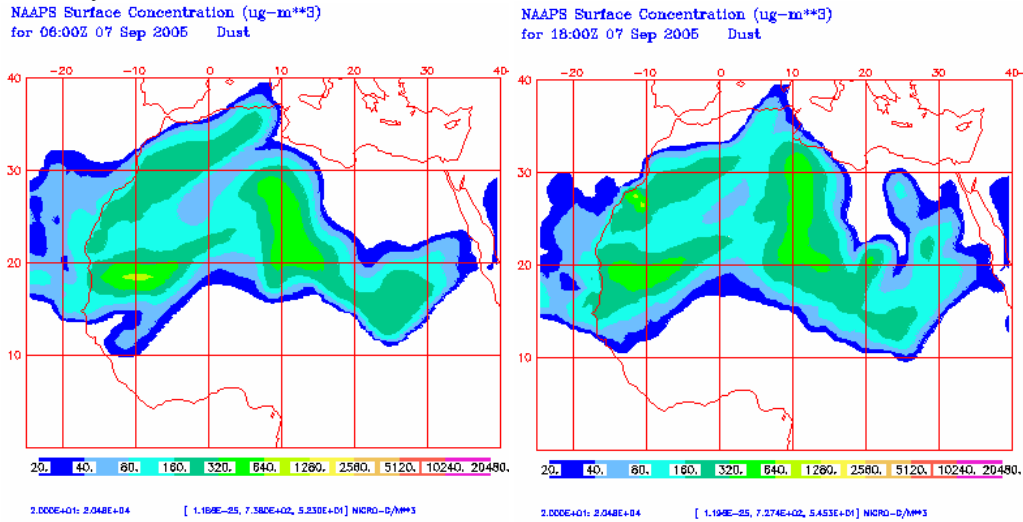 NAAPS Surface Concentration (ug-m**3)
for 06:00Z 07 Sep 2005 Dust
-20 -10 0 10 20 30 40
40
30
20
10
20. 40. 80. 160. 320. 640. 1280. 2560. 5120. 10240. 20480.
2.000E+01: 2.048E+04 [ 1.186E-25, 7.380E+02, 5.230E+01] MICRO-G/M**3
NAAPS Surface Concentration (ug-m**3)
for 18:00Z 07 Sep 2005 Dust
-20 -10 0 10 20 30 40
40
30
20
10
20. 40. 80. 160. 320. 640. 1280. 2560. 5120. 10240. 20480.
2.000E+01: 2.048E+04 [ 1.199E-25, 7.274E+02, 5.453E+01] MICRO-G/M**3